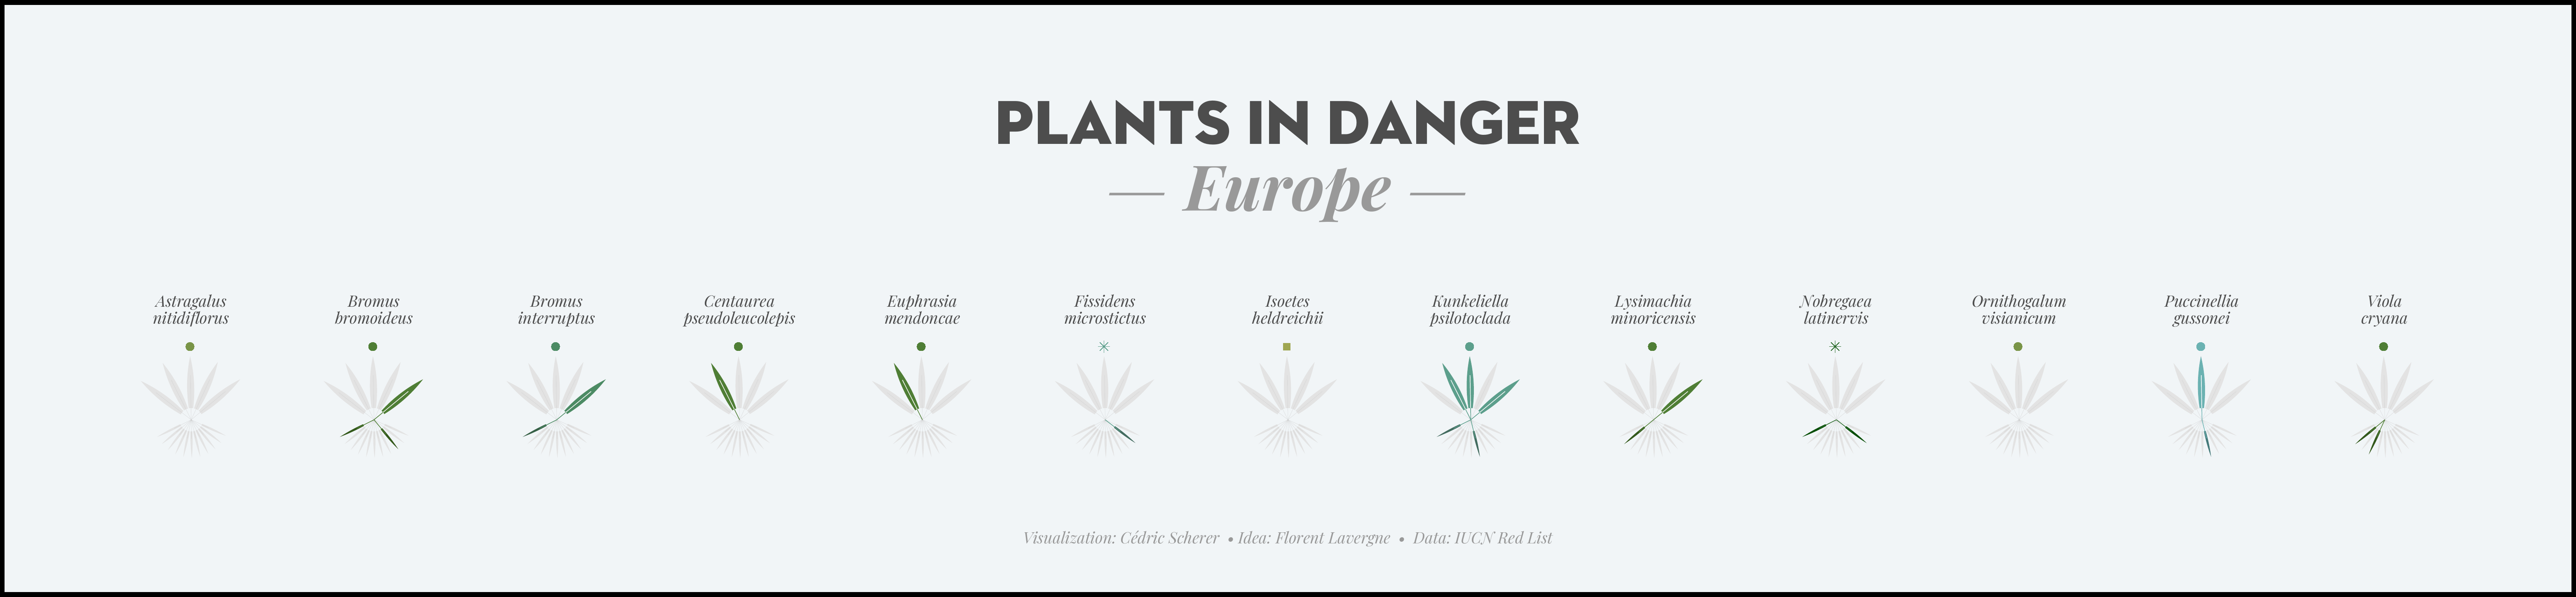 PLANTS IN DANGER
— Europe —
Astragalus
nitidiflorus
Bromus
bromoideus
Bromus
interruptus
Centaurea
pseudoleucolepis
Euphrasia
mendoncae
Fissidens
microstictus
Isoetes
heldreichii
Kunkeliella
psilotoclada
Lysimachia
minoricensis
Nobregaea
latinervis
Ornithogalum
visianicum
Puccinellia
gussonei
Viola
cryana
Visualization: Cédric Scherer • Idea: Florent Lavergne • Data: IUCN Red List